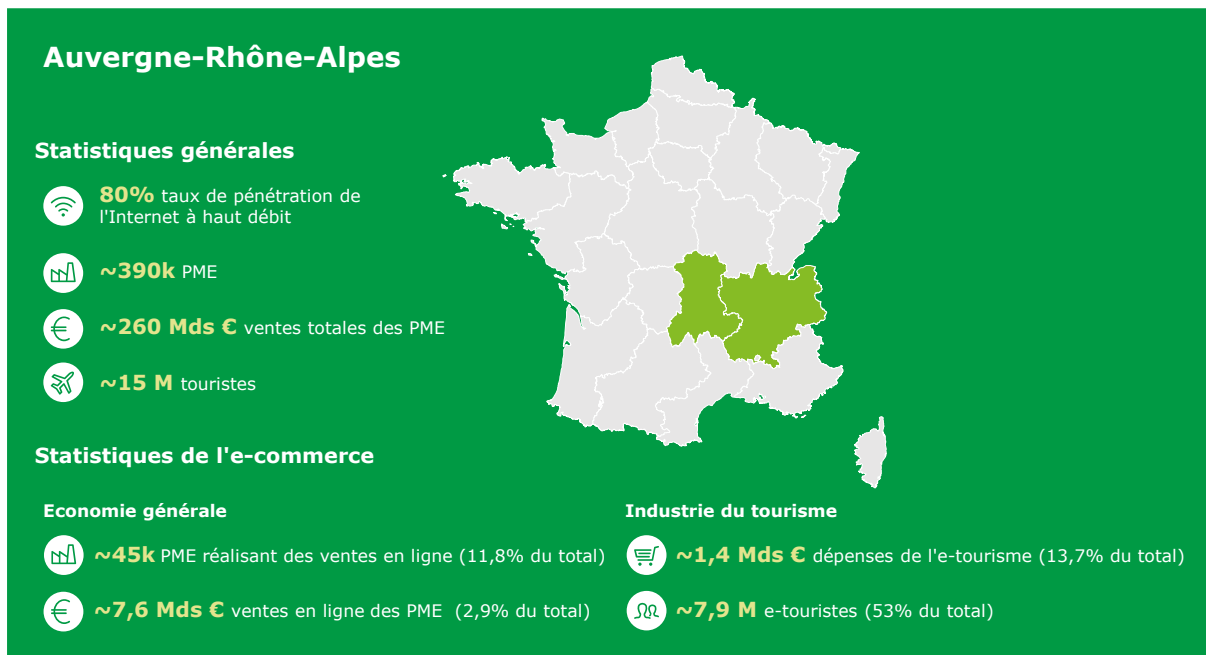 Auvergne-Rhône-Alpes
Statistiques générales
80% taux de pénétration de
l'Internet à haut débit
~390k PME
~260 Mds € ventes totales des PME
~15 M touristes
Statistiques de l'e-commerce
Economie générale
~45k PME réalisant des ventes en ligne (11,8% du total)
~7,6 Mds € ventes en ligne des PME (2,9% du total)
Industrie du tourisme
~1,4 Mds € dépenses de l'e-tourisme (13,7% du total)
~7,9 M e-touristes (53% du total)